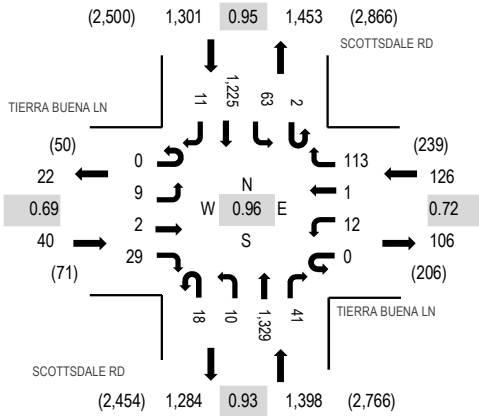 (2,500) 1,301 0.95 1,453 (2,866)
SCOTTSDALE RD
11 1,225 63 2
TIERRA BUENA LN
(50) 0 113 (239)
22 9 N 1 126
0.69 W 0.96 E 0.72
40 2 S 12 106
(71) 29 0 (206)
18 10 1,329 41
TIERRA BUENA LN
SCOTTSDALE RD
(2,454) 1,284 0.93 1,398 (2,766)